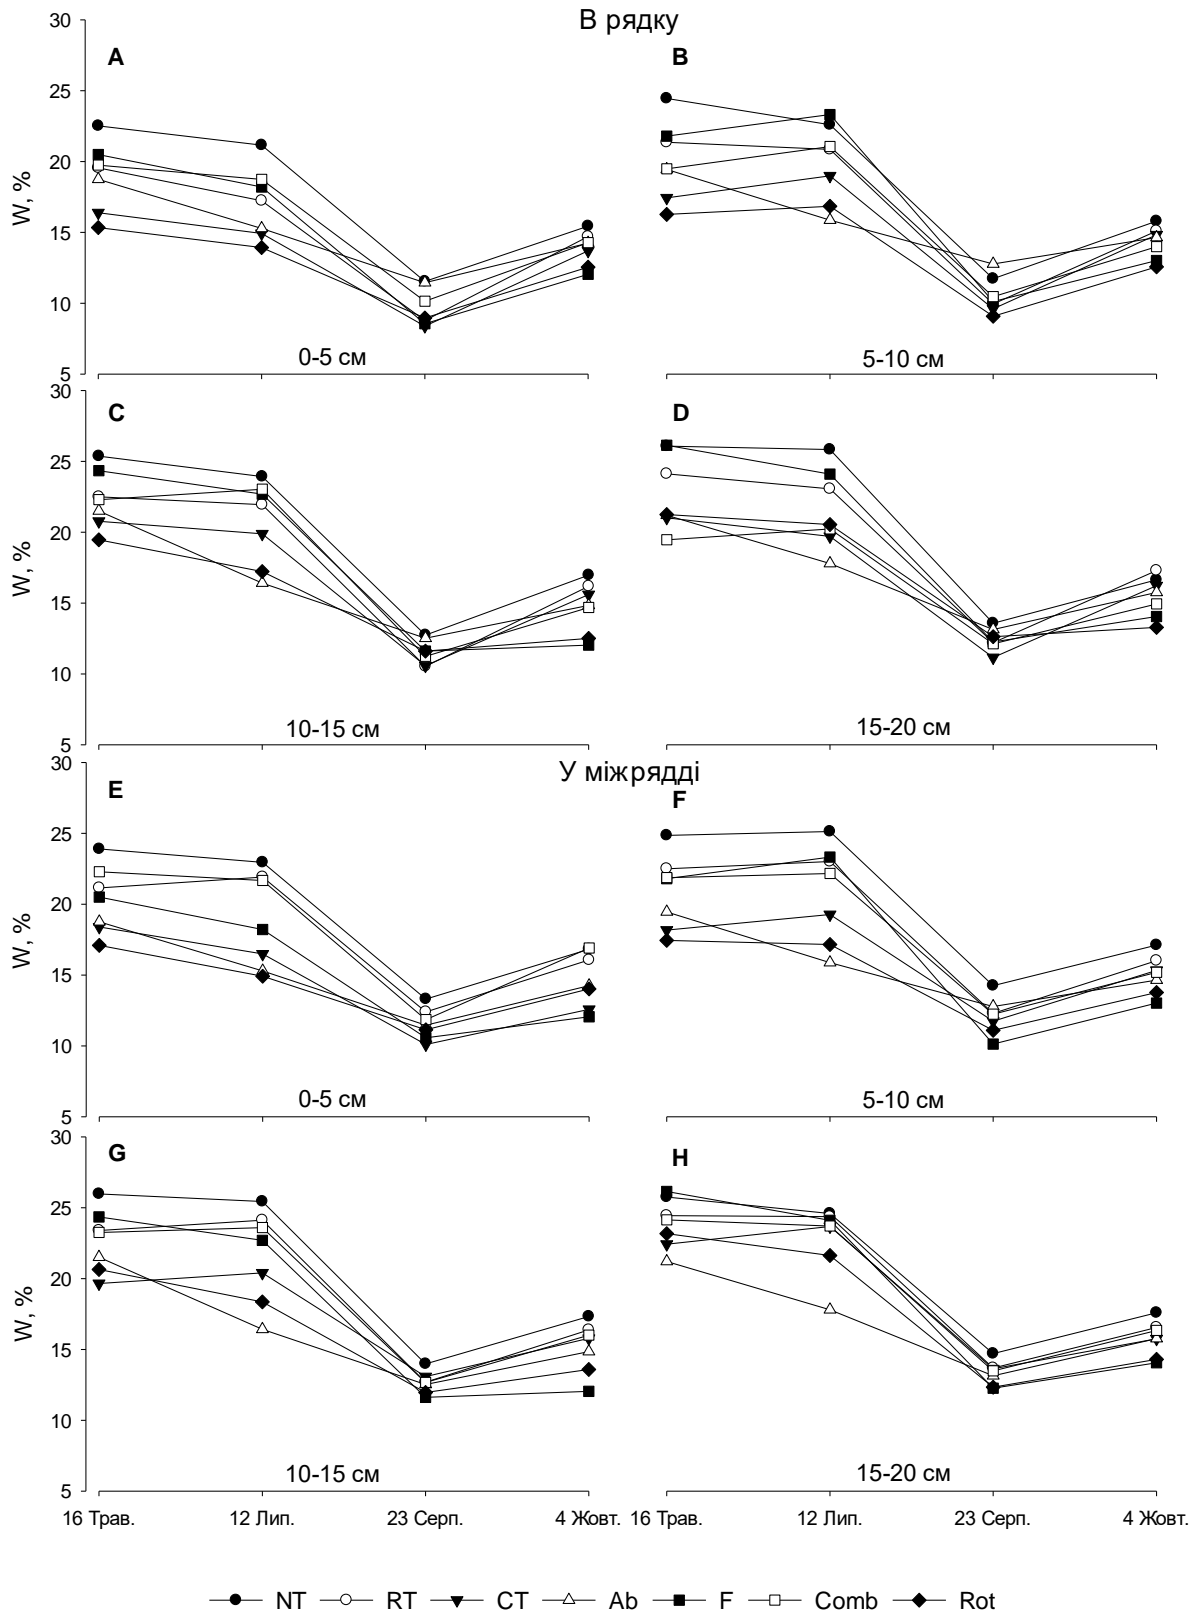 В рядку
30
25
20
15
10
5
W, %
A
0-5 см
B
5-10 см
30
25
20
15
10
5
W, %
C
10-15 см
D
15-20 см
У міжрядді
30
25
20
15
10
5
W, %
E
0-5 см
F
5-10 см
30
25
20
15
10
5
W, %
G
10-15 см
H
15-20 см
16 Трав. 12 Лип. 23 Серп. 4 Жовт. 16 Трав. 12 Лип. 23 Серп. 4 Жовт.
NT RT CT Ab F Comb Rot